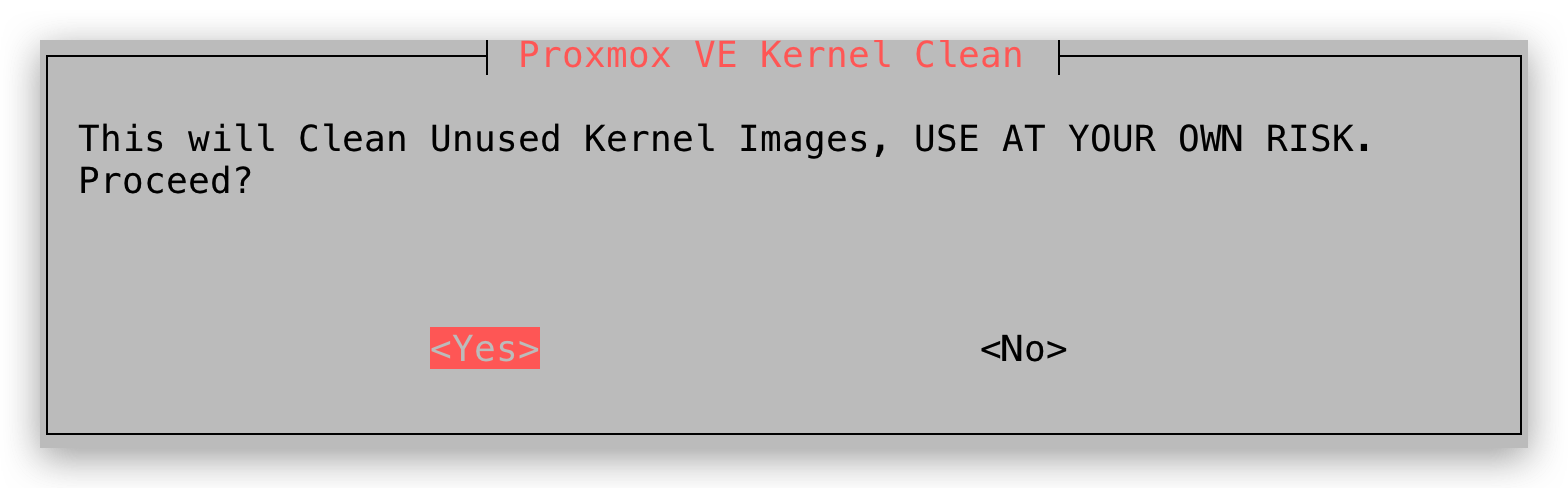 Proxmox VE Kernel Clean
This will Clean Unused Kernel Images, USE AT YOUR OWN RISK.
Proceed?
<Yes> <No>